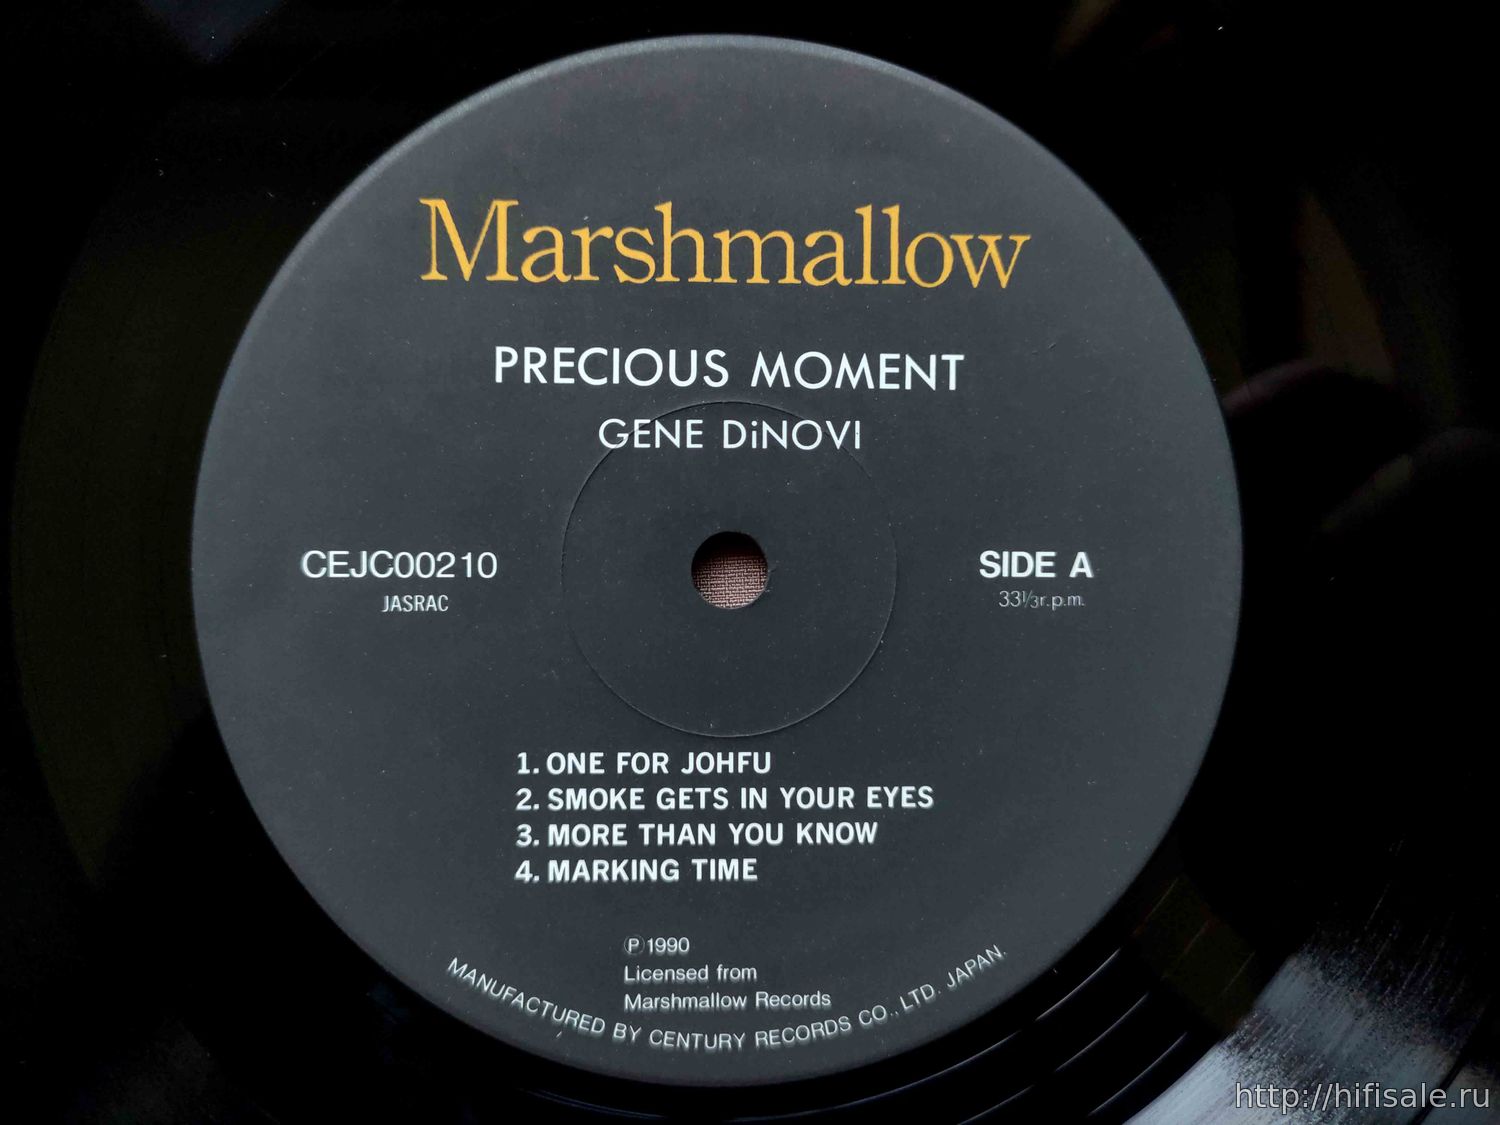 Marshmallow
PRECIOUS MOMENT
GENE DiNOVI
CEJC00210
JASRAC
SIDE A
33⅓r.p.m.
1. ONE FOR JOHFU
2. SMOKE GETS IN YOUR EYES
3. MORE THAN YOU KNOW
4. MARKING TIME
Ⓟ1990
Licensed from
Marshmallow Records
MANUFACTURED BY CENTURY RECORDS CO., LTD. JAPAN.
http://hifisale.ru